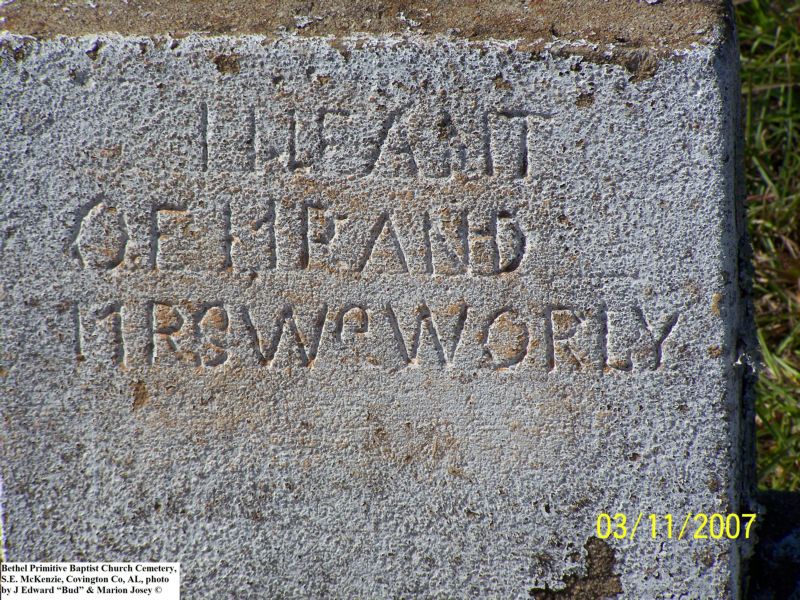 INFANT
OF MR AND
MRS W. WORLY
03/11/2007
Bethel Primitive Baptist Church Cemetery,
S.E. McKenzie, Covington Co, AL, photo
by J Edward “Bud” & Marion Josey ©